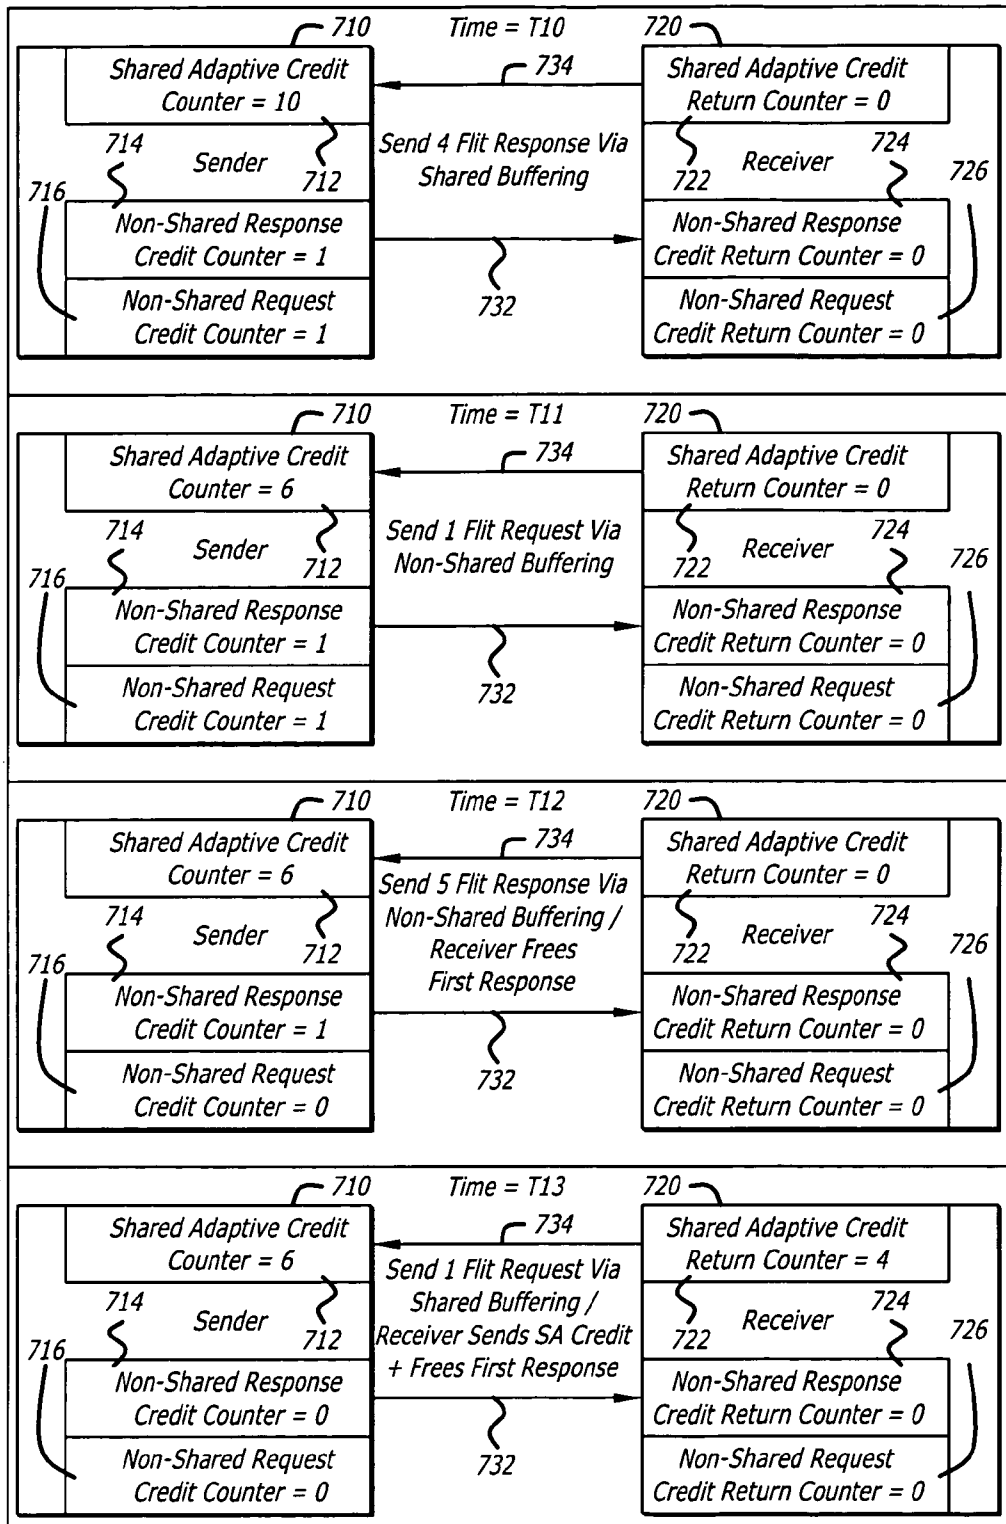 710
Time = T10
720
Shared Adaptive Credit
Counter = 10
734
Shared Adaptive Credit
Return Counter = 0
714
Sender
712
Send 4 Flit Response Via
Shared Buffering
722
Receiver
724
716
726
Non-Shared Response
Credit Counter = 1
Non-Shared Response
Credit Return Counter = 0
732
Non-Shared Request
Credit Counter = 1
Non-Shared Request
Credit Return Counter = 0
710
Time = T11
720
Shared Adaptive Credit
Counter = 6
734
Shared Adaptive Credit
Return Counter = 0
714
Sender
712
Send 1 Flit Request Via
Non-Shared Buffering
722
Receiver
724
716
726
Non-Shared Response
Credit Counter = 1
Non-Shared Response
Credit Return Counter = 0
732
Non-Shared Request
Credit Counter = 1
Non-Shared Request
Credit Return Counter = 0
710
Time = T12
720
Shared Adaptive Credit
Counter = 6
734
Shared Adaptive Credit
Return Counter = 0
714
Sender
712
Send 5 Flit Response Via
Non-Shared Buffering /
Receiver Frees
First Response
722
Receiver
724
716
726
Non-Shared Response
Credit Counter = 1
Non-Shared Response
Credit Return Counter = 0
732
Non-Shared Request
Credit Counter = 0
Non-Shared Request
Credit Return Counter = 0
710
Time = T13
720
Shared Adaptive Credit
Counter = 6
734
Shared Adaptive Credit
Return Counter = 4
714
Sender
712
Send 1 Flit Request Via
Shared Buffering /
Receiver Sends SA Credit
+ Frees First Response
722
Receiver
724
716
726
Non-Shared Response
Credit Counter = 0
Non-Shared Response
Credit Return Counter = 0
732
Non-Shared Request
Credit Counter = 0
Non-Shared Request
Credit Return Counter = 0